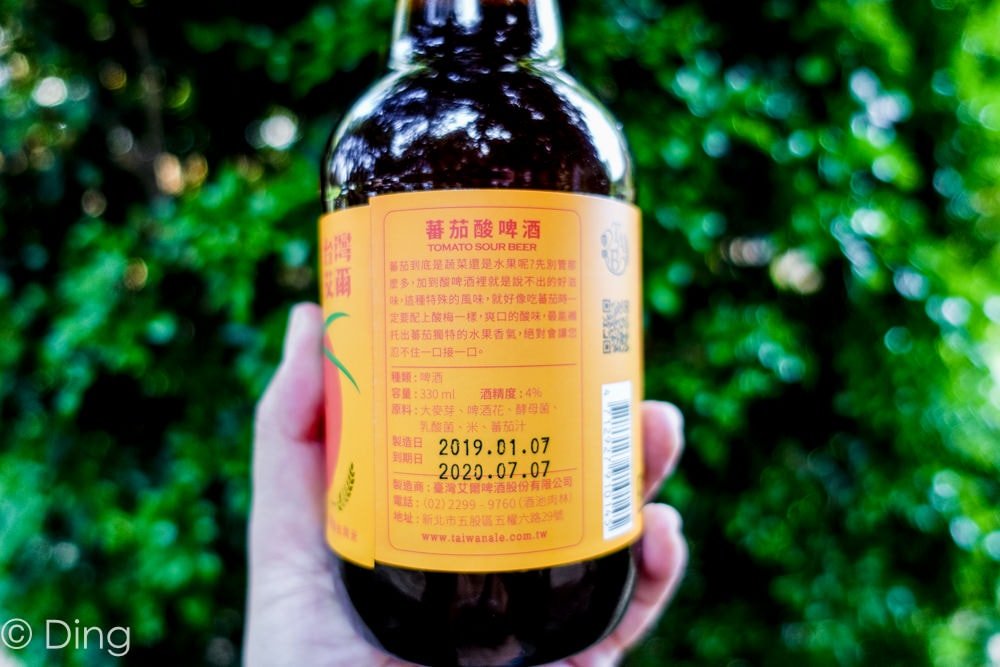 台灣
艾爾
蕃茄酸啤酒
TOMATO SOUR BEER
蕃茄到底是蔬菜還是水果呢?先別管那
麼多,加到酸啤酒裡就是說不出的好滋
味,這種特殊的風味,就好像吃蕃茄時一
定要配上酸梅一樣,爽口的酸味,最能襯
托出蕃茄獨特的水果香氣,絕對會讓您
忍不住一口接一口。
種類:啤酒
容量:330 ml 酒精度:4%
原料:大麥芽、啤酒花、酵母菌、
乳酸菌、米、蕃茄汁
製造日 2019.01.07
到期日 2020.07.07
製造商:臺灣艾爾啤酒股份有限公司
電話:(02) 2299 - 9760 (酒池肉林)
地址:新北市五股區五權六路29號
www.taiwanale.com.tw
© Ding